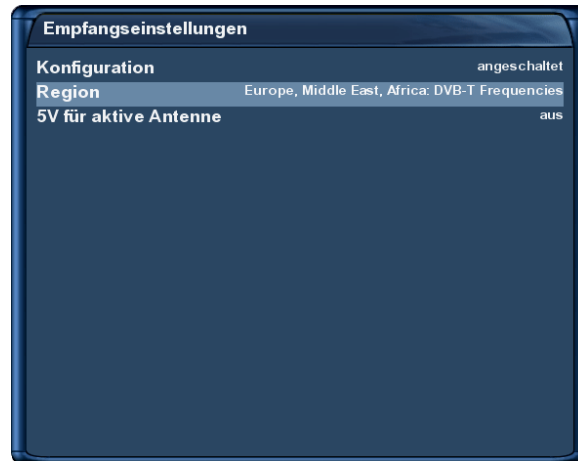 Empfangseinstellungen
Konfiguration angeschaltet
Region Europe, Middle East, Africa: DVB-T Frequencies
5V für aktive Antenne aus